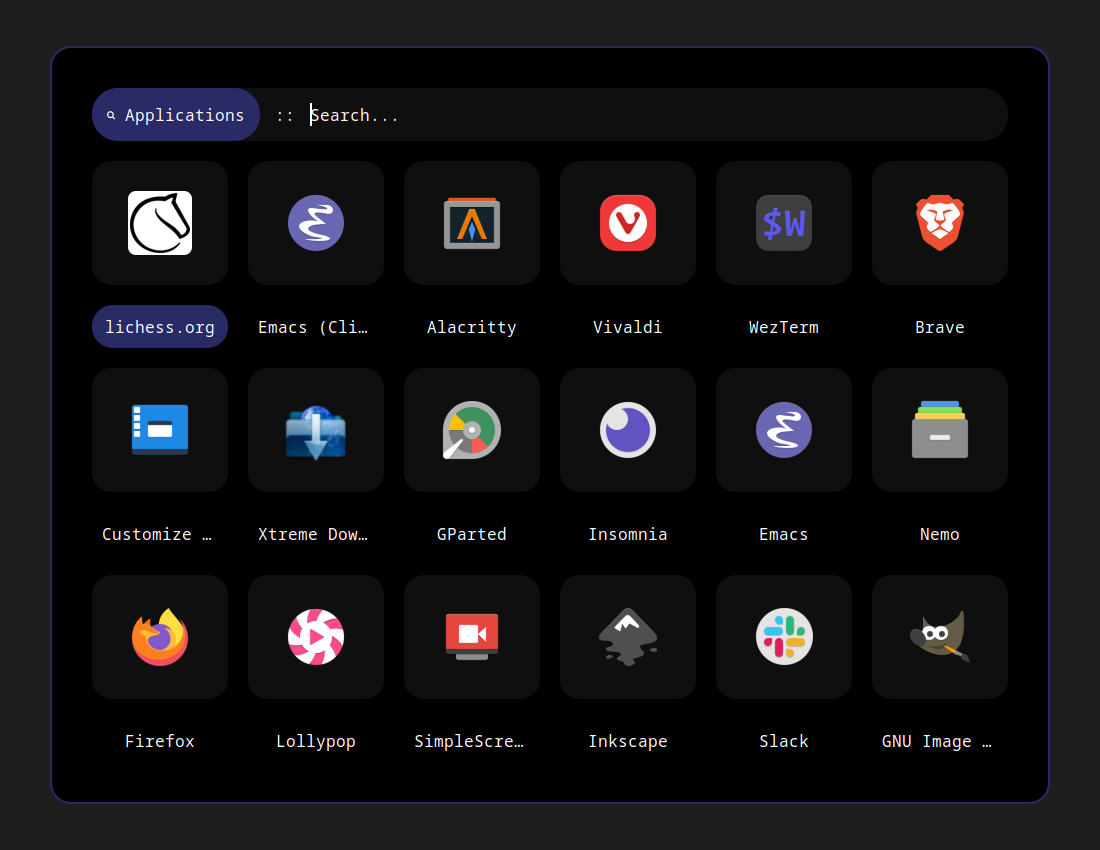 Applications :: Search...
$W
lichess.org Emacs (Cli… Alacritty Vivaldi WezTerm Brave
Customize … Xtreme Dow… GParted Insomnia Emacs Nemo
Firefox Lollypop SimpleScre… Inkscape Slack GNU Image …